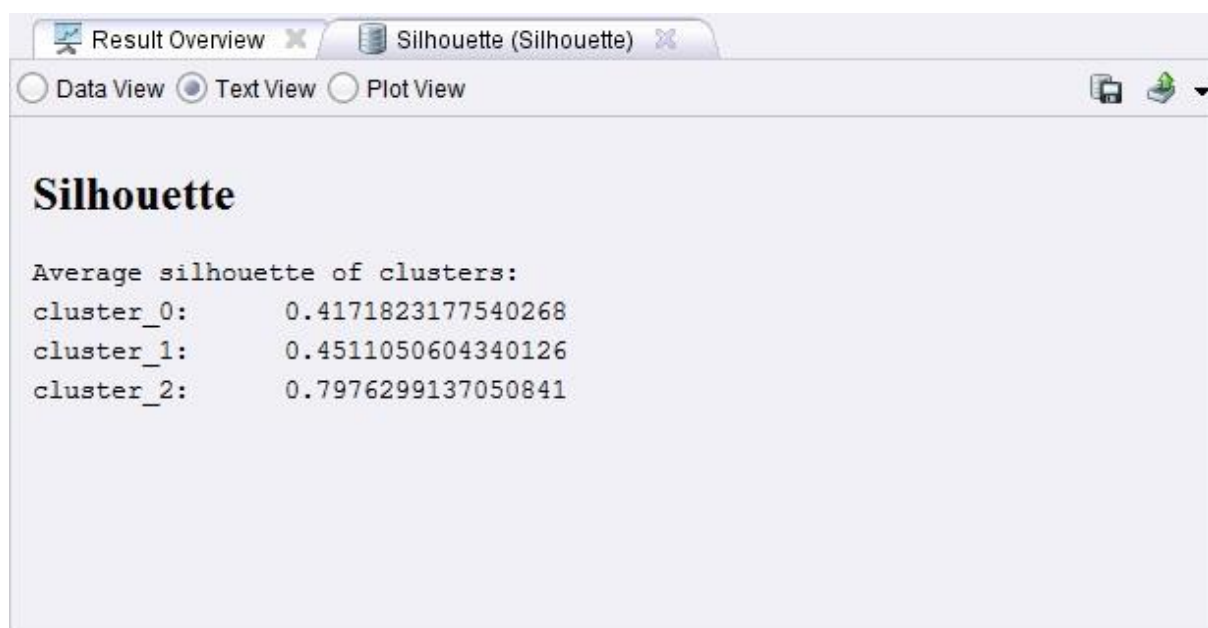 Result Overview Silhouette (Silhouette)
Data View Text View Plot View
Silhouette
Average silhouette of clusters:
cluster_0: 0.4171823177540268
cluster_1: 0.4511050604340126
cluster_2: 0.7976299137050841